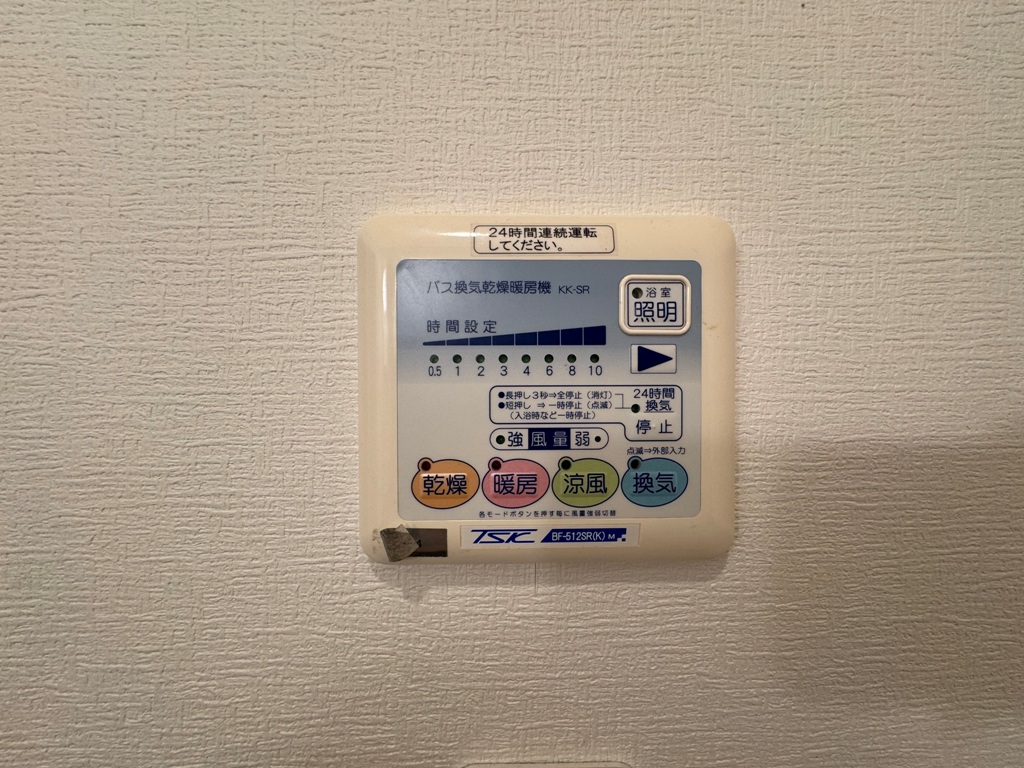 24時間連続運転
してください。
バス換気乾燥暖房機 KK-SR
浴室
照明
時間設定
0.5 1 2 3 4 6 8 10
●長押し3秒⇒全停止（消灯）
●短押し ⇒一時停止（点滅）
（入浴時など一時停止）
24時間
換気
停止
強 風量 弱
点滅⇒外部入力
乾燥 暖房 涼風 換気
各モードボタンを押す毎に風量強弱切替
TSK BF-512SR(K) M